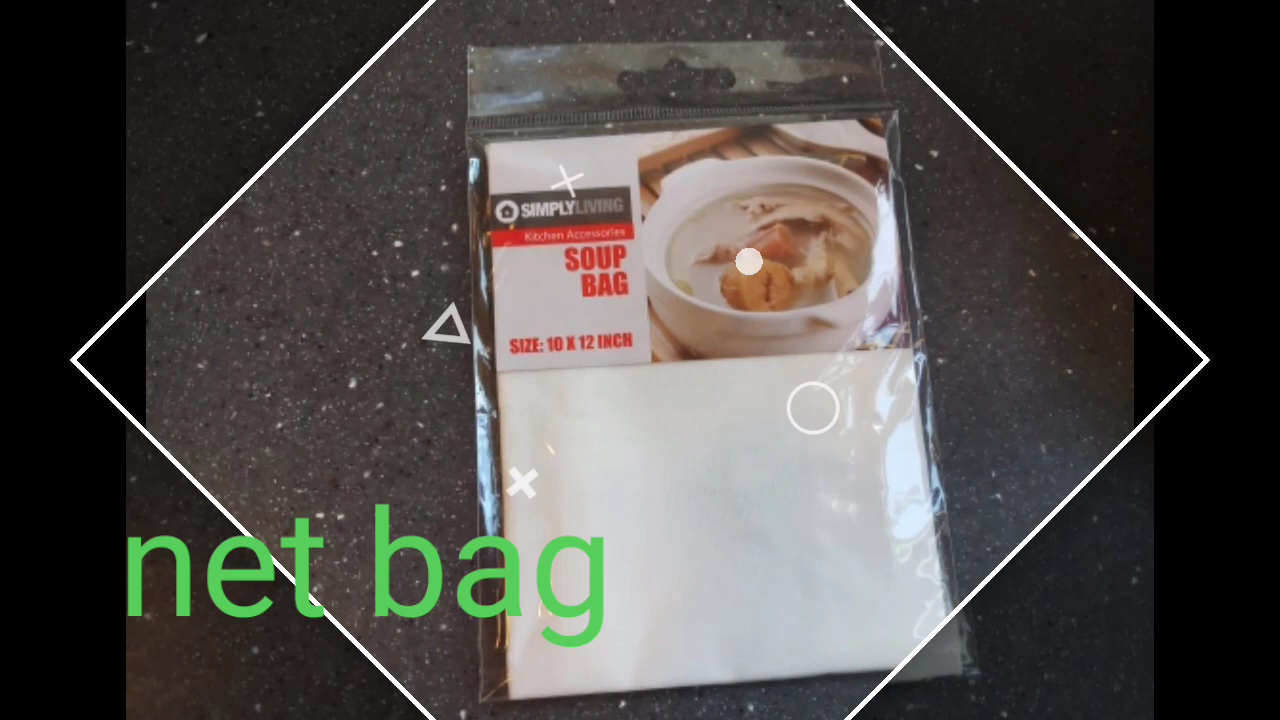 SIMPLYLIVING
Kitchen Accessories
SOUP
BAG
SIZE: 10 X 12 INCH
net bag